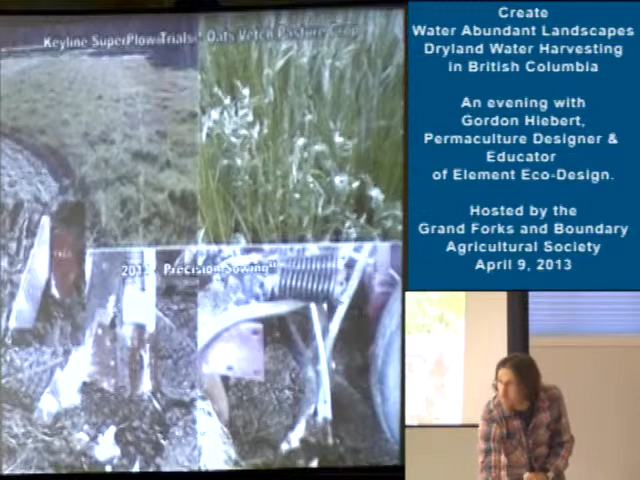 Keyline SuperPlow Trials* Oats Vetch Pasture Crop
2013 Precision Sowing"
Create
Water Abundant Landscapes
Dryland Water Harvesting
in British Columbia
An evening with
Gordon Hiebert,
Permaculture Designer &
Educator
of Element Eco-Design.
Hosted by the
Grand Forks and Boundary
Agricultural Society
April 9, 2013